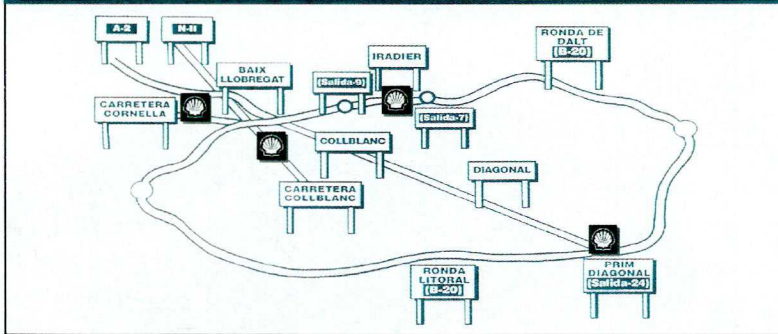 A-2
N-II
BAIX
LLOBREGAT
(Salida-9)
IRADIER
RONDA DE
DALT
(B-20)
CARRETERA
CORNELLA
(Salida-7)
COLLBLANC
DIAGONAL
CARRETERA
COLLBLANC
RONDA
LITORAL
(B-20)
PRIM
DIAGONAL
(Salida-24)